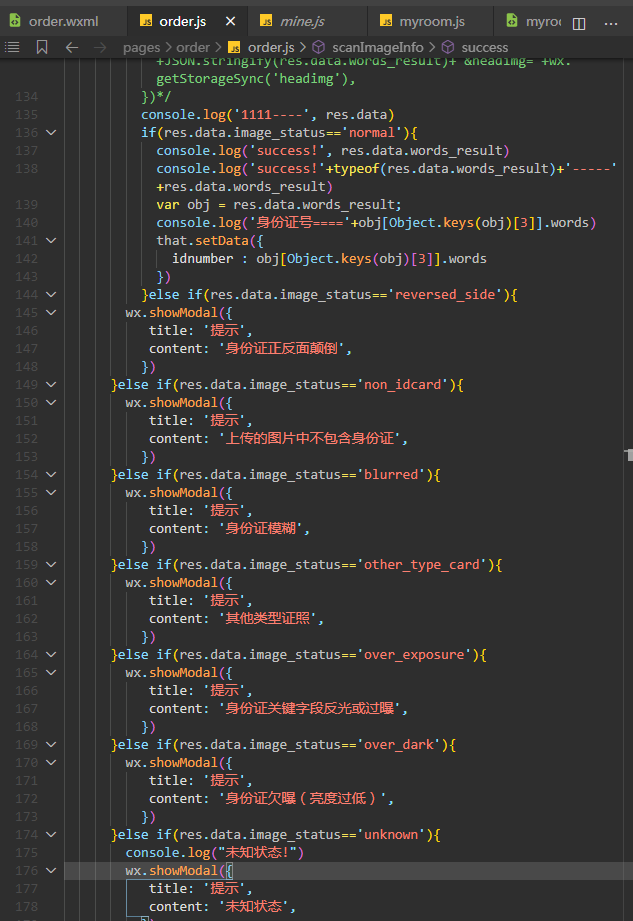 order.wxml order.js mine.js myroom.js myroo
pages > order > order.js > scanImageInfo > success
+JSON.stringify(res.data.words_result)+ &headimg= +wx.
getStorageSync('headimg'),
134 })*/
135 console.log('1111----', res.data)
136 if(res.data.image_status=='normal'){
137 console.log('success!', res.data.words_result)
138 console.log('success!'+typeof(res.data.words_result)+'-----'
+res.data.words_result)
139 var obj = res.data.words_result;
140 console.log('身份证号===='+obj[Object.keys(obj)[3]].words)
141 that.setData({
142 idnumber : obj[Object.keys(obj)[3]].words
143 })
144 }else if(res.data.image_status=='reversed_side'){
145 wx.showModal({
146 title: '提示',
147 content: '身份证正反面颠倒',
148 })
149 }else if(res.data.image_status=='non_idcard'){
150 wx.showModal({
151 title: '提示',
152 content: '上传的图片中不包含身份证',
153 })
154 }else if(res.data.image_status=='blurred'){
155 wx.showModal({
156 title: '提示',
157 content: '身份证模糊',
158 })
159 }else if(res.data.image_status=='other_type_card'){
160 wx.showModal({
161 title: '提示',
162 content: '其他类型证照',
163 })
164 }else if(res.data.image_status=='over_exposure'){
165 wx.showModal({
166 title: '提示',
167 content: '身份证关键字段反光或过曝',
168 })
169 }else if(res.data.image_status=='over_dark'){
170 wx.showModal({
171 title: '提示',
172 content: '身份证欠曝（亮度过低）',
173 })
174 }else if(res.data.image_status=='unknown'){
175 console.log("未知状态!")
176 wx.showModal({
177 title: '提示',
178 content: '未知状态',